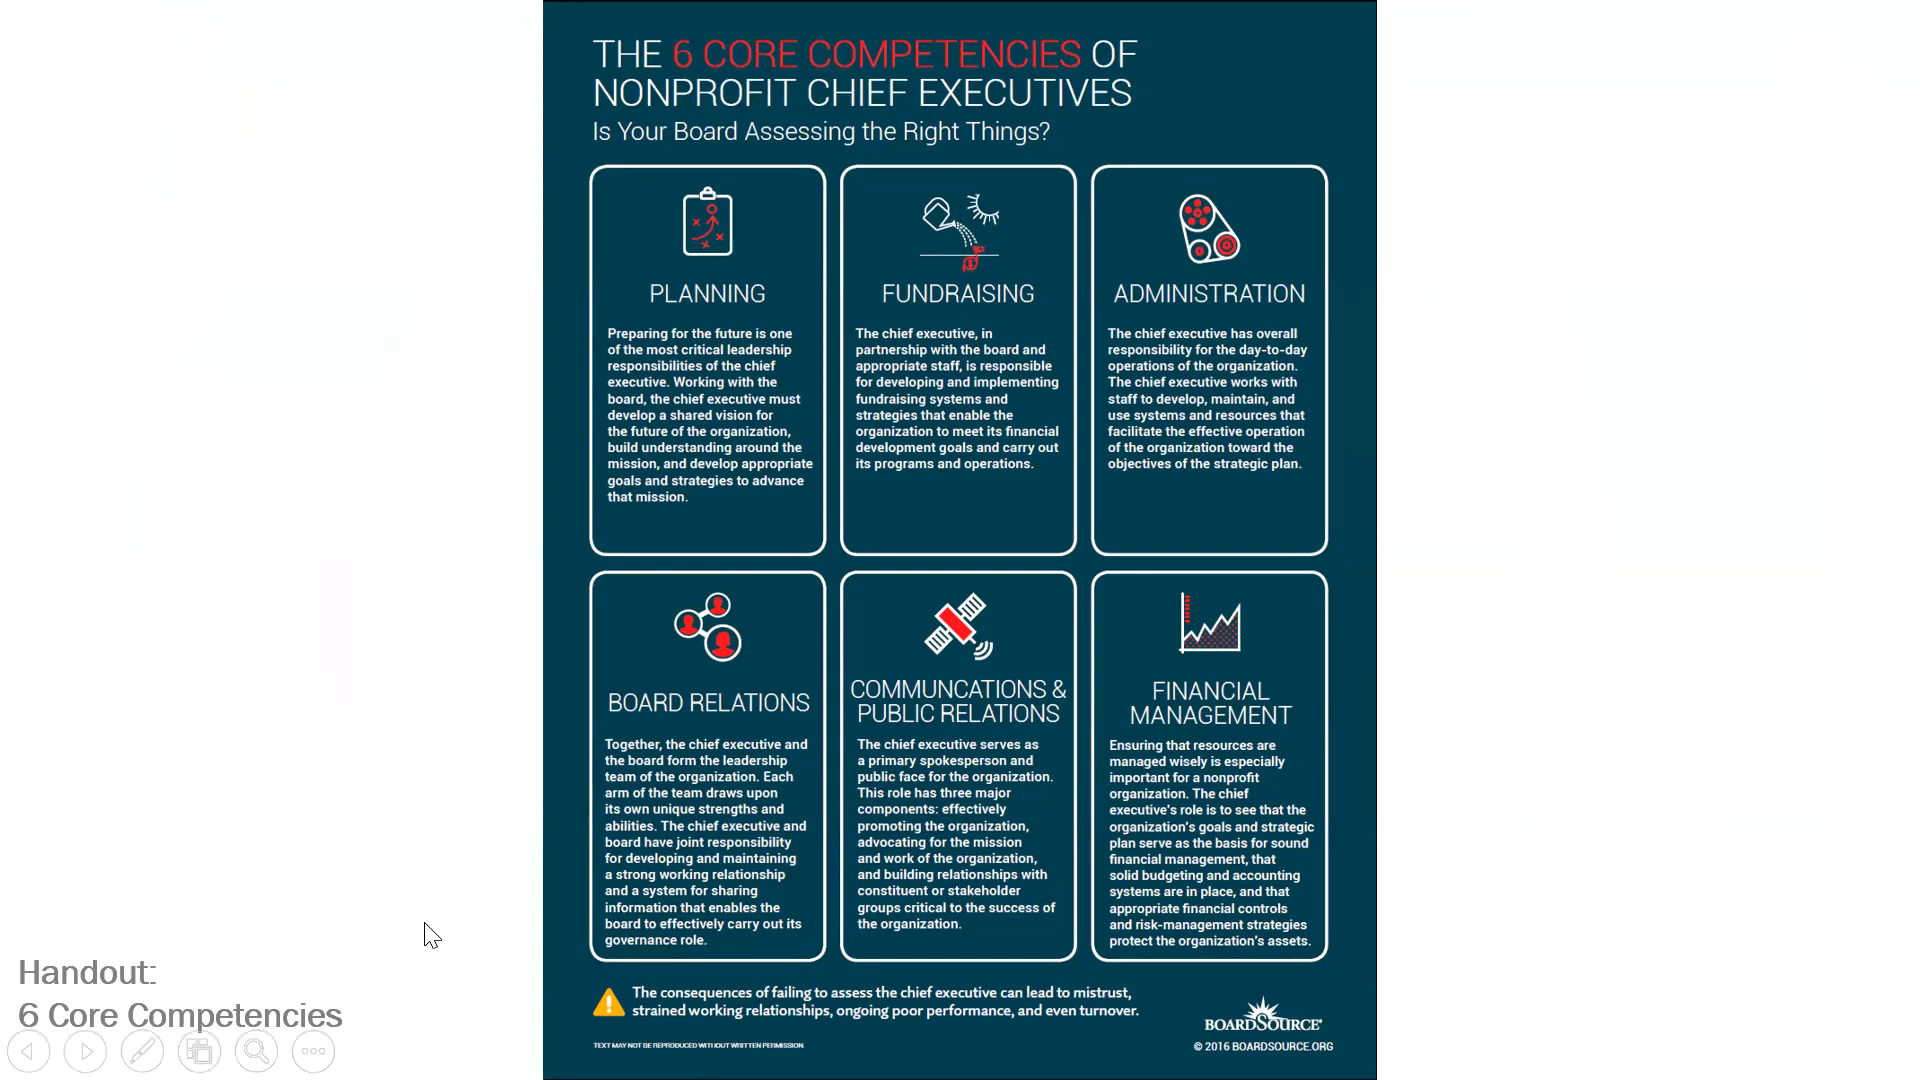 THE 6 CORE COMPETENCIES OF
NONPROFIT CHIEF EXECUTIVES
Is Your Board Assessing the Right Things?
PLANNING
Preparing for the future is one
of the most critical leadership
responsibilities of the chief
executive. Working with the
board, the chief executive must
develop a shared vision for
the future of the organization,
build understanding around the
mission, and develop appropriate
goals and strategies to advance
that mission.
FUNDRAISING
The chief executive, in
partnership with the board and
appropriate staff, is responsible
for developing and implementing
fundraising systems and
strategies that enable the
organization to meet its financial
development goals and carry out
its programs and operations.
ADMINISTRATION
The chief executive has overall
responsibility for the day-to-day
operations of the organization.
The chief executive works with
staff to develop, maintain, and
use systems and resources that
facilitate the effective operation
of the organization toward the
objectives of the strategic plan.
BOARD RELATIONS
Together, the chief executive and
the board form the leadership
team of the organization. Each
arm of the team draws upon
its own unique strengths and
abilities. The chief executive and
board have joint responsibility
for developing and maintaining
a strong working relationship
and a system for sharing
information that enables the
board to effectively carry out its
governance role.
COMMUNCATIONS &
PUBLIC RELATIONS
The chief executive serves as
a primary spokesperson and
public face for the organization.
This role has three major
components: effectively
promoting the organization,
advocating for the mission
and work of the organization,
and building relationships with
constituent or stakeholder
groups critical to the success of
the organization.
FINANCIAL
MANAGEMENT
Ensuring that resources are
managed wisely is especially
important for a nonprofit
organization. The chief
executive's role is to see that the
organization's goals and strategic
plan serve as the basis for sound
financial management, that
solid budgeting and accounting
systems are in place, and that
appropriate financial controls
and risk-management strategies
protect the organization's assets.
The consequences of failing to assess the chief executive can lead to mistrust,
strained working relationships, ongoing poor performance, and even turnover.
TEXT MAY NOT BE REPRODUCED WITHOUT WRITTEN PERMISSION.
BOARDSOURCE®
© 2016 BOARDSOURCE.ORG
Handout:
6 Core Competencies